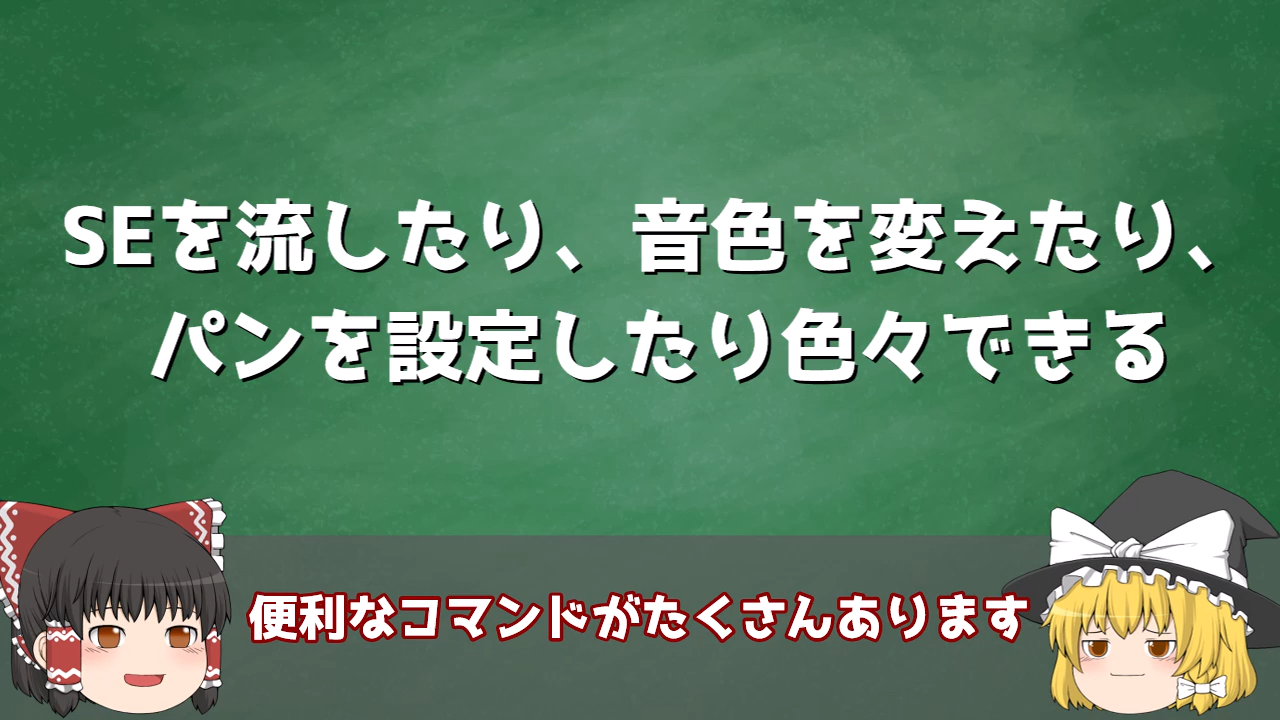 SEを流したり、音色を変えたり、
パンを設定したり色々できる
便利なコマンドがたくさんあります